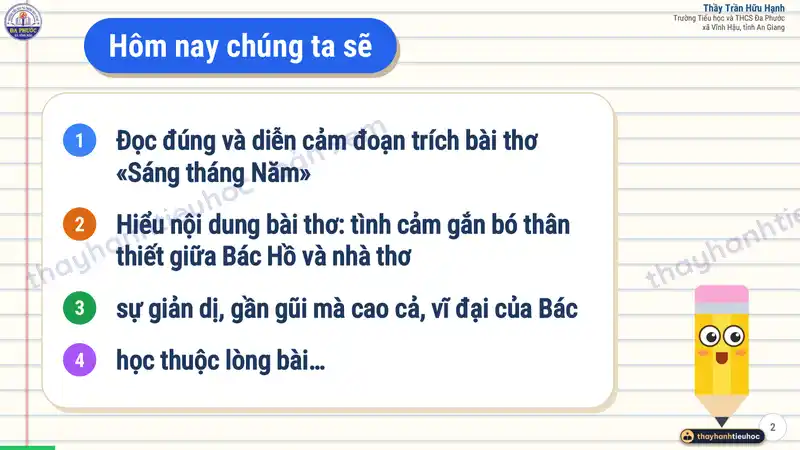 Thầy Trần Hữu Hạnh
Trường Tiểu học và THCS Đa Phước
xã Vĩnh Hậu, tỉnh An Giang
ĐA PHƯỚC
Hôm nay chúng ta sẽ
1 Đọc đúng và diễn cảm đoạn trích bài thơ
«Sáng tháng Năm»
2 Hiểu nội dung bài thơ: tình cảm gắn bó thân
thiết giữa Bác Hồ và nhà thơ
3 sự giản dị, gần gũi mà cao cả, vĩ đại của Bác
4 học thuộc lòng bài...
thayhanhtieuhoc
2